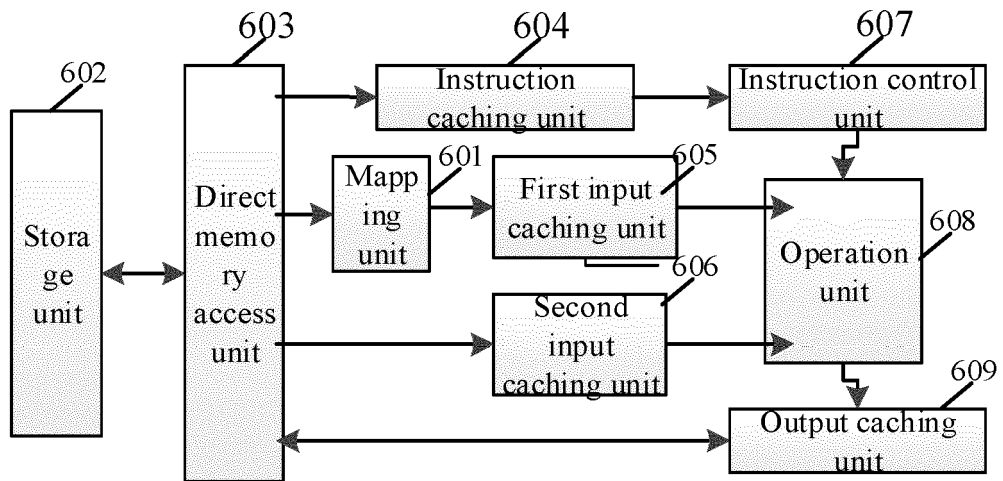 602
603
604
607
Instruction
caching unit
Instruction control
unit
601
605
Mapp
ing
unit
First input
caching unit
Stora
ge
unit
Direct
memo
ry
access
unit
606
Operation
unit
608
Second
input
caching unit
609
Output caching
unit